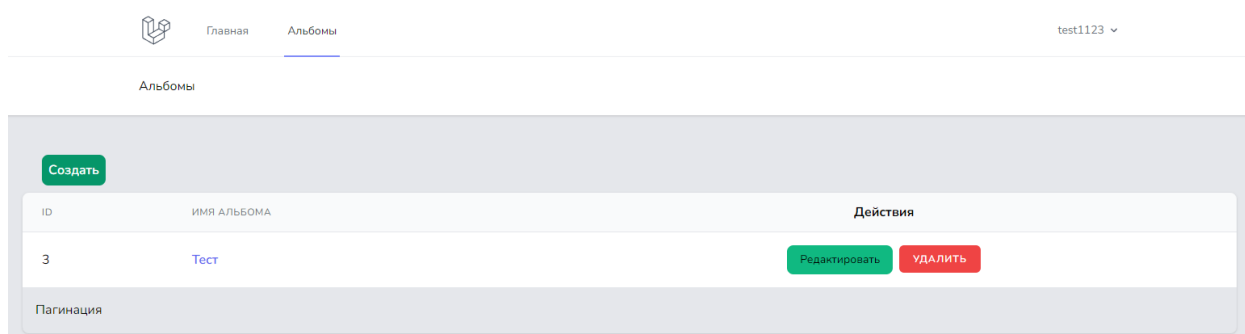 Главная Альбомы test1123
Альбомы
Создать
ID ИМЯ АЛЬБОМА Действия
3 Тест Редактировать УДАЛИТЬ
Пагинация